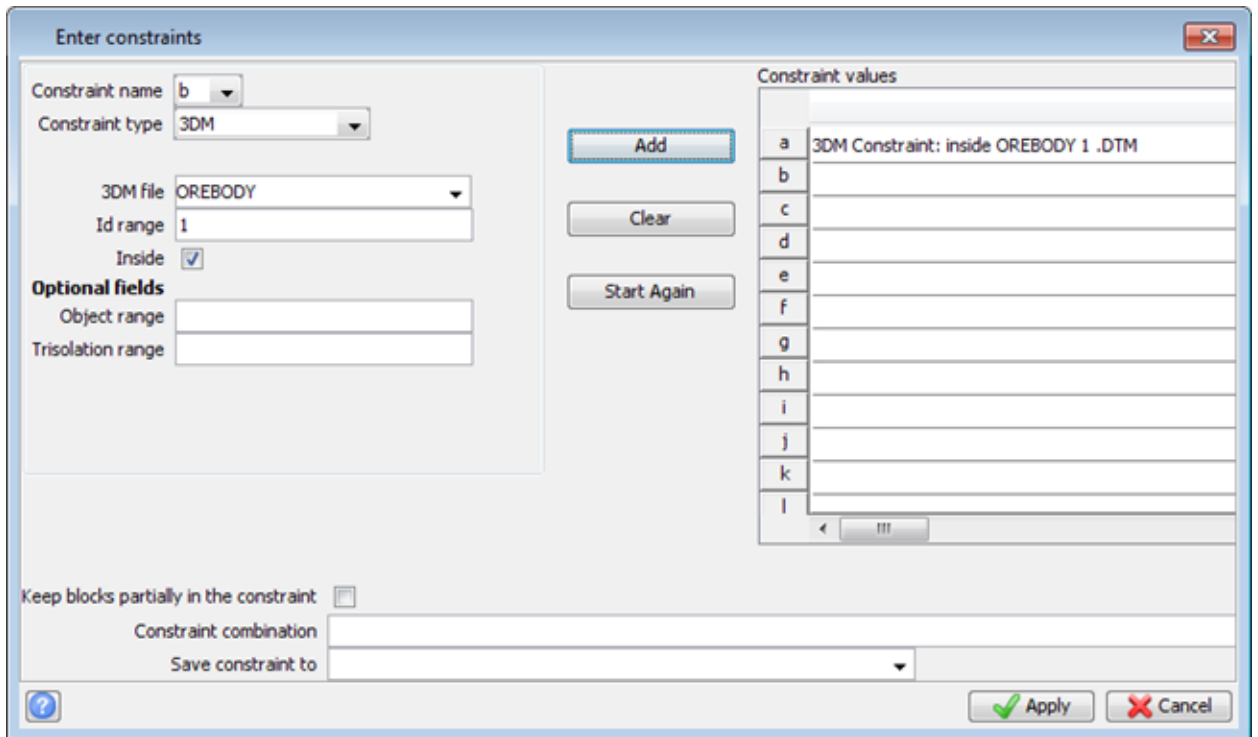 Enter constraints
Constraint name b
Constraint type 3DM
3DM file OREBODY
Id range 1
Inside
Optional fields
Object range
Trisolation range
Add
Clear
Start Again
Constraint values
a 3DM Constraint: inside OREBODY 1 .DTM
b
c
d
e
f
g
h
i
j
k
l
Keep blocks partially in the constraint
Constraint combination
Save constraint to
?
Apply
Cancel